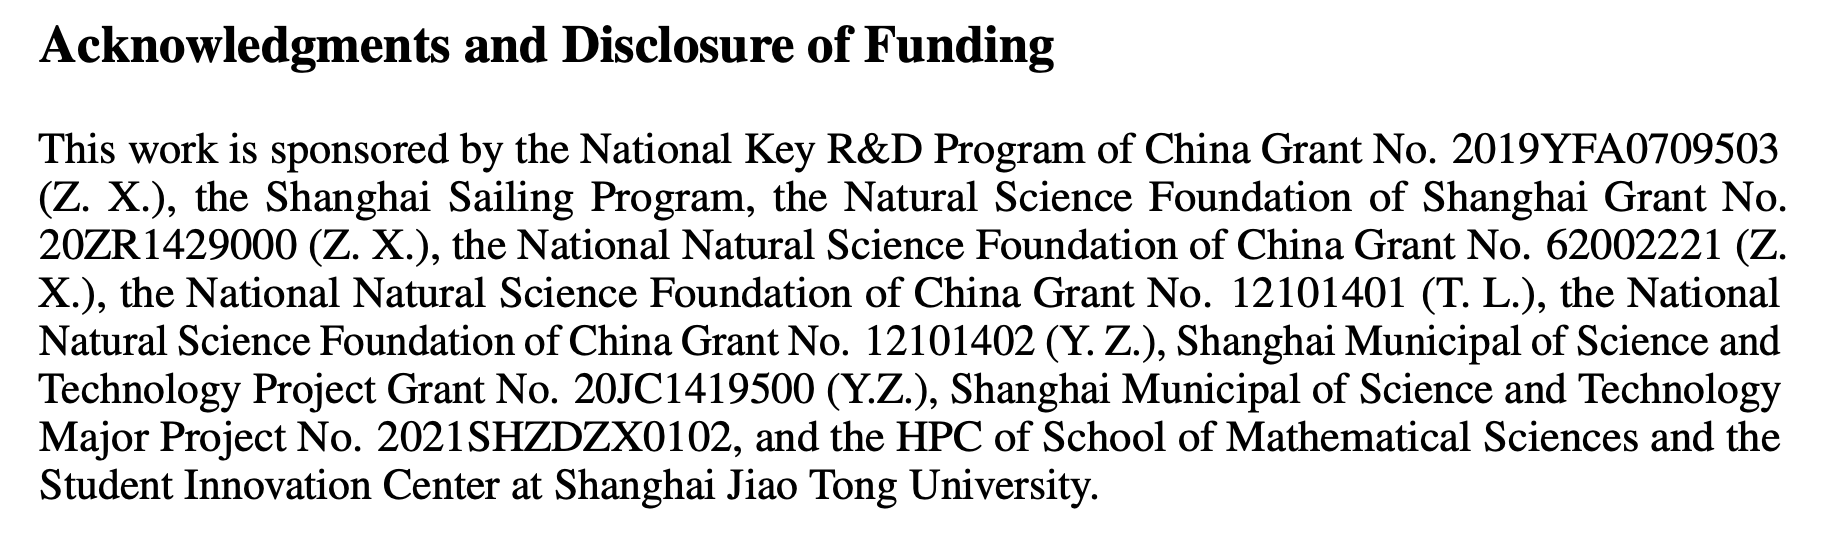 Acknowledgments and Disclosure of Funding
This work is sponsored by the National Key R&D Program of China Grant No. 2019YFA0709503
(Z. X.), the Shanghai Sailing Program, the Natural Science Foundation of Shanghai Grant No.
20ZR1429000 (Z. X.), the National Natural Science Foundation of China Grant No. 62002221 (Z.
X.), the National Natural Science Foundation of China Grant No. 12101401 (T. L.), the National
Natural Science Foundation of China Grant No. 12101402 (Y. Z.), Shanghai Municipal of Science and
Technology Project Grant No. 20JC1419500 (Y.Z.), Shanghai Municipal of Science and Technology
Major Project No. 2021SHZDZX0102, and the HPC of School of Mathematical Sciences and the
Student Innovation Center at Shanghai Jiao Tong University.